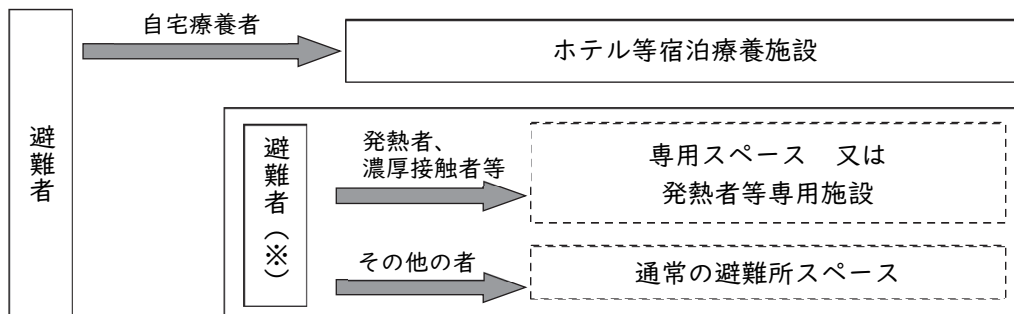 避難者
自宅療養者
ホテル等宿泊療養施設
避難者(※)
発熱者、
濃厚接触者等
専用スペース　又は
発熱者等専用施設
その他の者
通常の避難所スペース